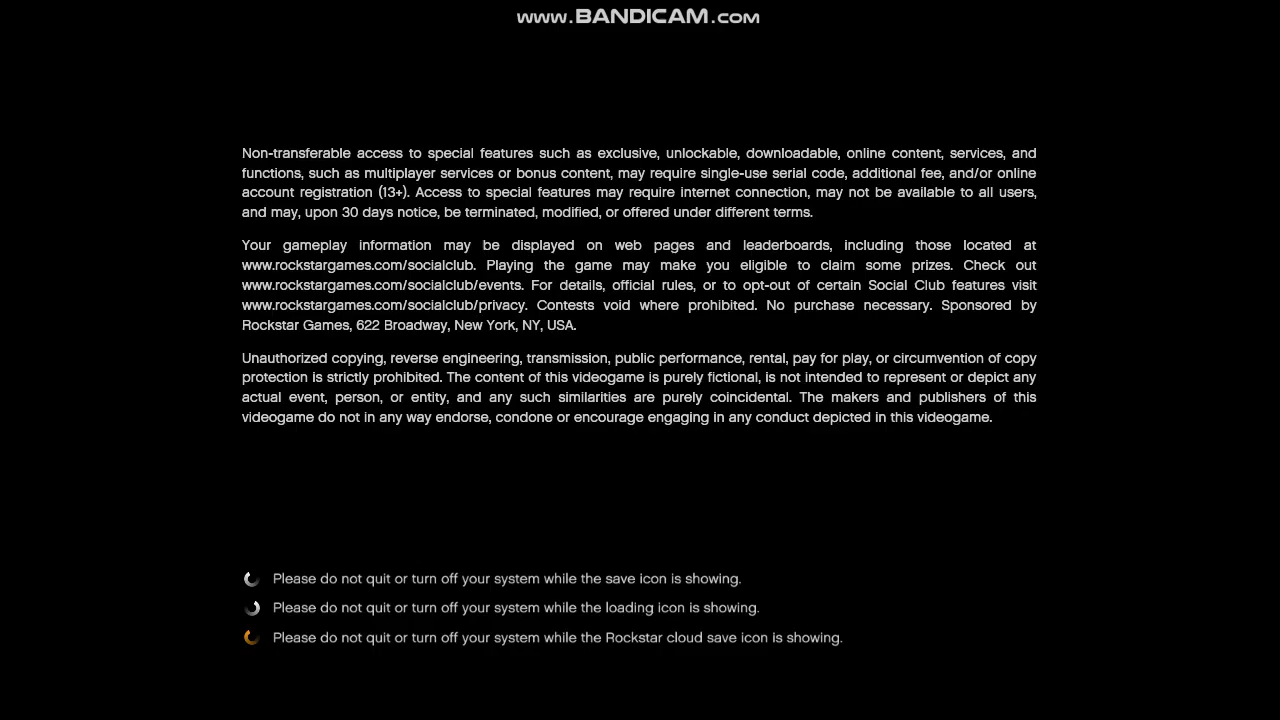 www.BANDICAM.com
Non-transferable access to special features such as exclusive, unlockable, downloadable, online content, services, and
functions, such as multiplayer services or bonus content, may require single-use serial code, additional fee, and/or online
account registration (13+). Access to special features may require internet connection, may not be available to all users,
and may, upon 30 days notice, be terminated, modified, or offered under different terms.
Your gameplay information may be displayed on web pages and leaderboards, including those located at
www.rockstargames.com/socialclub. Playing the game may make you eligible to claim some prizes. Check out
www.rockstargames.com/socialclub/events. For details, official rules, or to opt-out of certain Social Club features visit
www.rockstargames.com/socialclub/privacy. Contests void where prohibited. No purchase necessary. Sponsored by
Rockstar Games, 622 Broadway, New York, NY, USA.
Unauthorized copying, reverse engineering, transmission, public performance, rental, pay for play, or circumvention of copy
protection is strictly prohibited. The content of this videogame is purely fictional, is not intended to represent or depict any
actual event, person, or entity, and any such similarities are purely coincidental. The makers and publishers of this
videogame do not in any way endorse, condone or encourage engaging in any conduct depicted in this videogame.
Please do not quit or turn off your system while the save icon is showing.
Please do not quit or turn off your system while the loading icon is showing.
Please do not quit or turn off your system while the Rockstar cloud save icon is showing.